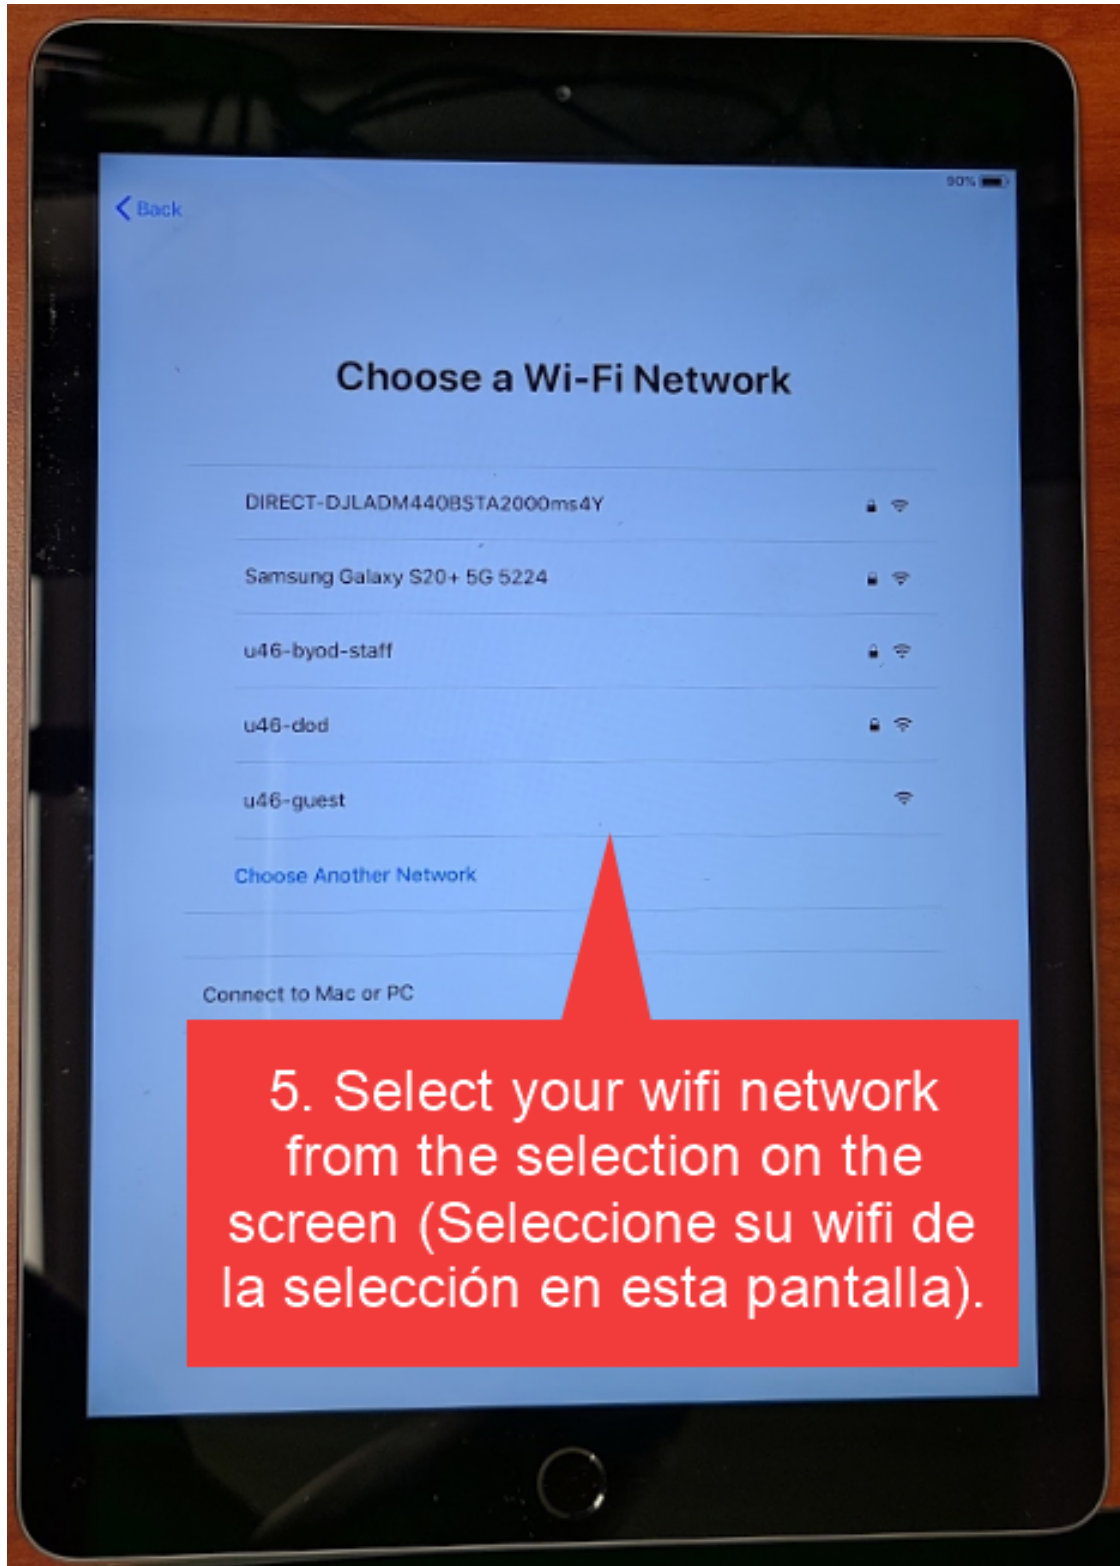 90%
Back
Choose a Wi-Fi Network
DIRECT-DJLADM440BSTA2000ms4Y
Samsung Galaxy S20+ 5G 5224
u46-byod-staff
u46-dod
u46-guest
Choose Another Network
Connect to Mac or PC
5. Select your wifi network
from the selection on the
screen (Seleccione su wifi de
la selección en esta pantalla).